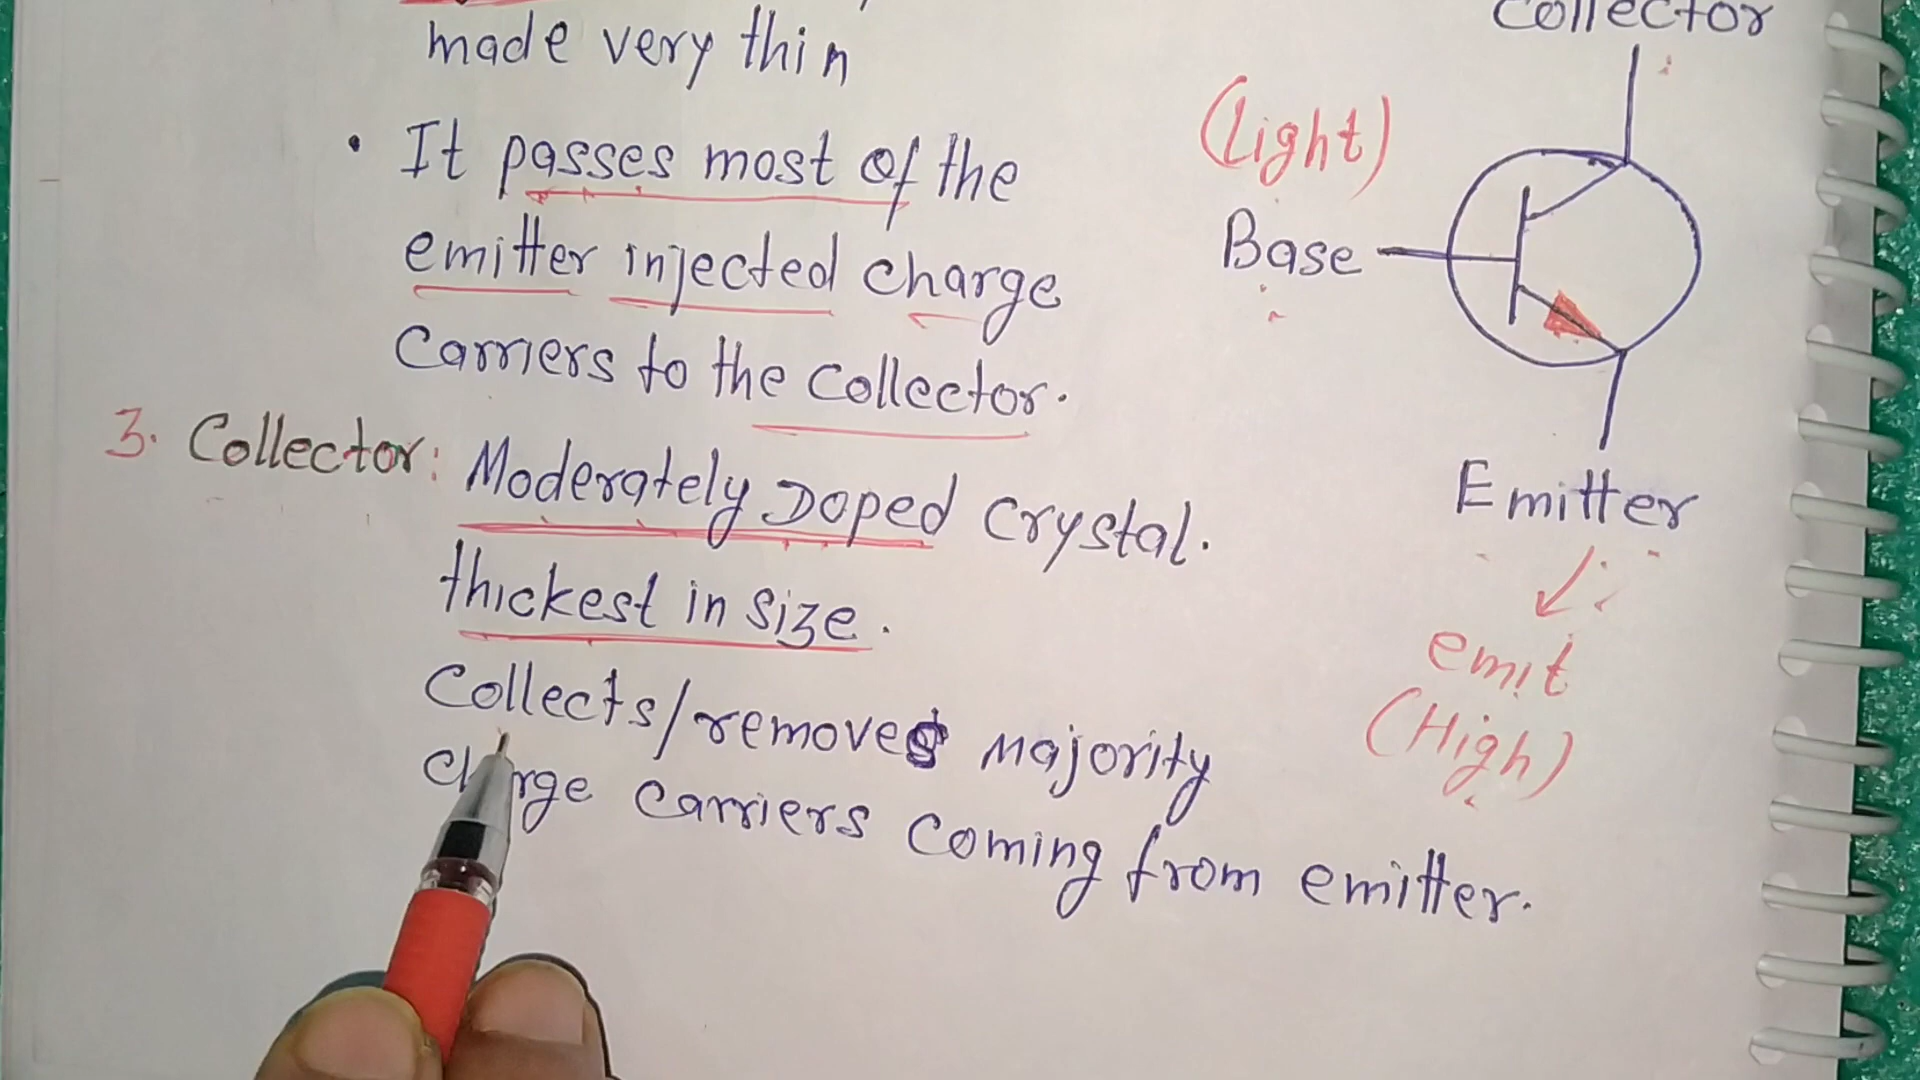 made very thin
• It passes most of the
emitter injected charge
Carriers to the Collector.
3. Collector: Moderately Doped Crystal.
thickest in size.
Collects/removes Majority
charge carriers coming from emitter.
Collector
(Light)
Base
Emitter
emit
(High)